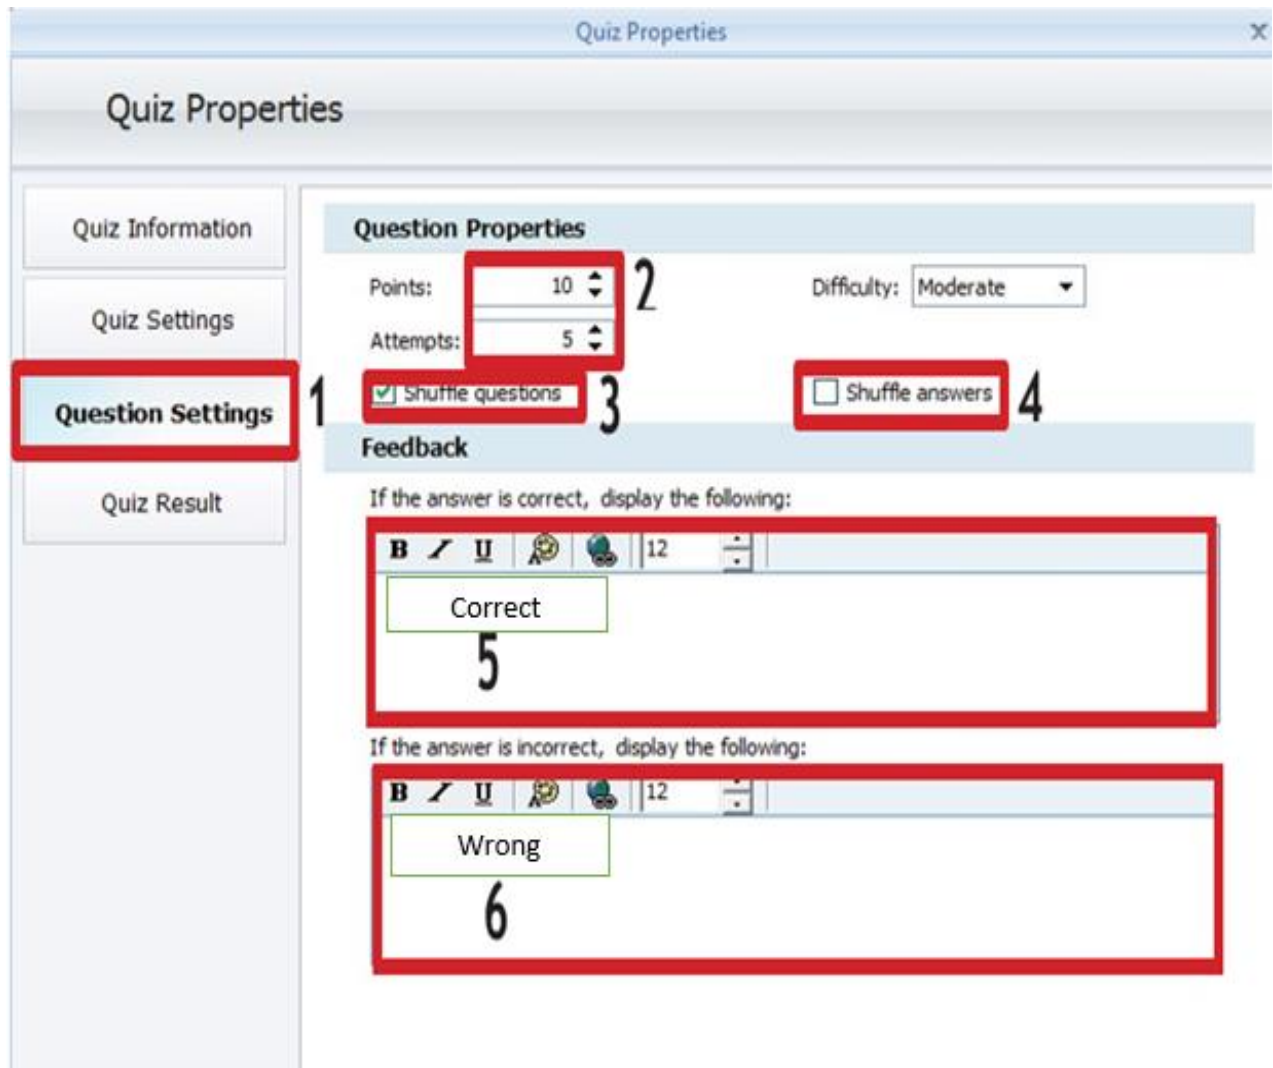 Quiz Properties
Quiz Properties
Quiz Information
Quiz Settings
Question Settings
1
Quiz Result
Question Properties
Points: 10
2
Difficulty: Moderate
Attempts: 5
Shuffle questions
3
Shuffle answers
4
Feedback
If the answer is correct, display the following:
B I U A 12
Correct
5
If the answer is incorrect, display the following:
B I U A 12
Wrong
6